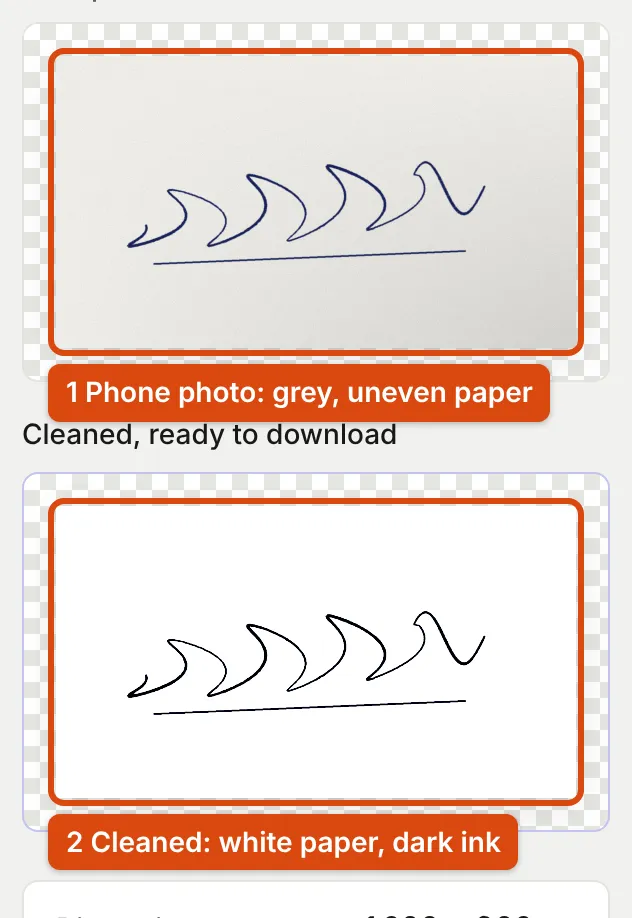 1 Phone photo: grey, uneven paper
Cleaned, ready to download
2 Cleaned: white paper, dark ink